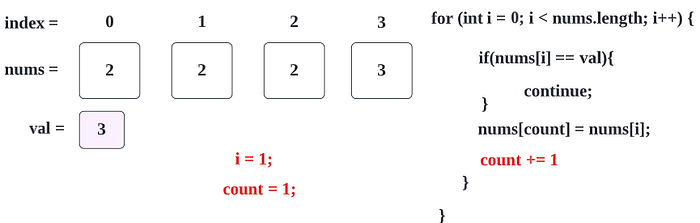 index = 0 1 2 3
nums = 2 2 2 3
val = 3
i = 1;
count = 1;
for (int i = 0; i < nums.length; i++) {
if(nums[i] == val){
continue;
}
nums[count] = nums[i];
count += 1
}
}